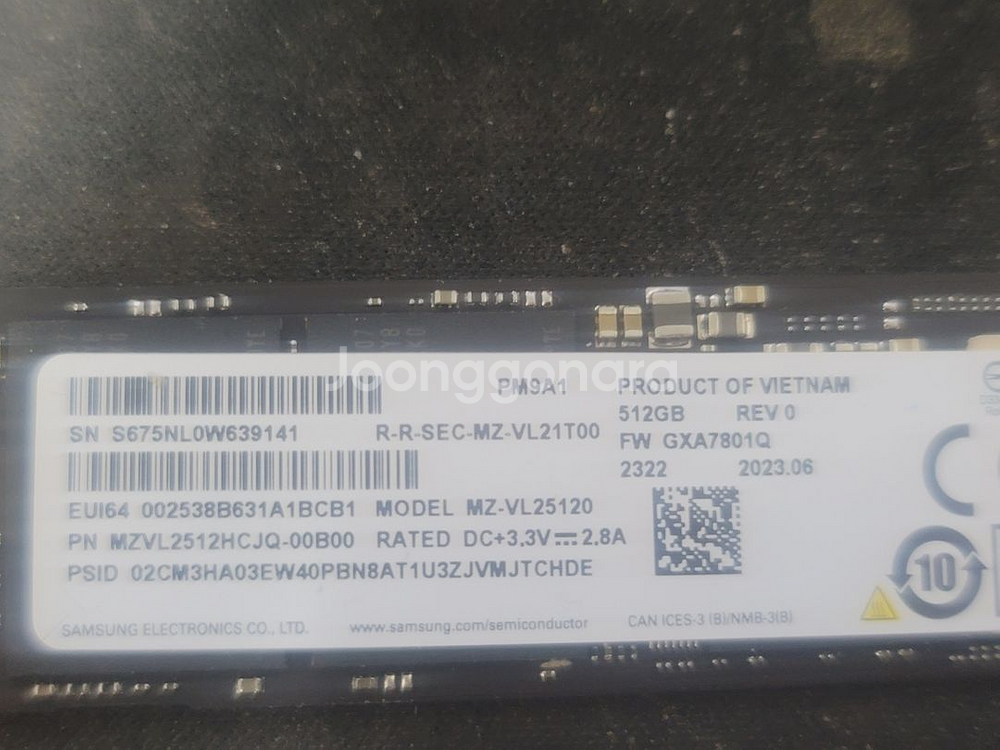 Joonggonara
PM9A1
PRODUCT OF VIETNAM
512GB REV 0
SN S675NL0W639141 R-R-SEC-MZ-VL21T00
FW GXA7801Q
2322 2023.06
EUI64 002538B631A1BCB1 MODEL MZ-VL25120
PN MZVL2512HCJQ-00B00 RATED DC+3.3V⎓2.8A
PSID 02CM3HA03EW40PBN8AT1U3ZJVMJTCHDE
10
SAMSUNG ELECTRONICS CO., LTD. www.samsung.com/semiconductor CAN ICES-3 (B)/NMB-3(B)